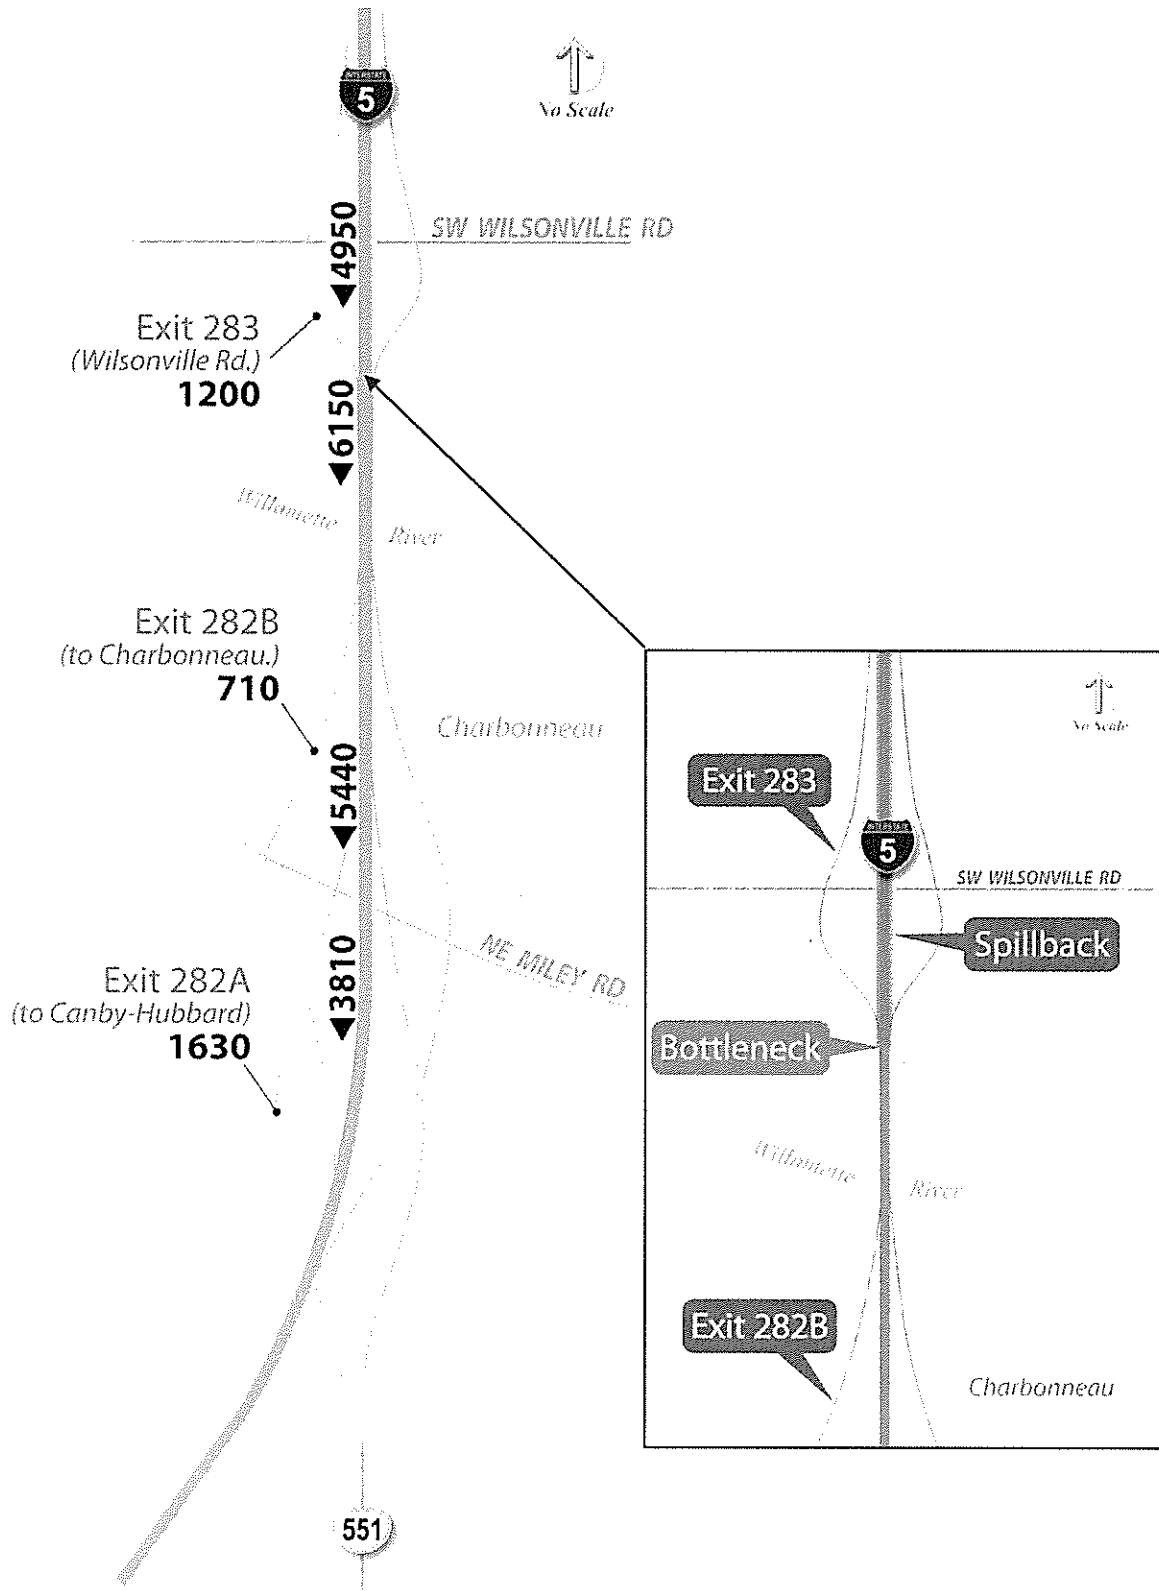 INTERSTATE
5
No Scale
4950
SW WILSONVILLE RD
Exit 283
(Wilsonville Rd.)
1200
6150
Willamette River
Exit 282B
(to Charbonneau.)
710
Charbonneau
5440
NE MILEY RD
3810
Exit 282A
(to Canby-Hubbard)
1630
551
No Scale
Exit 283
INTERSTATE
5
SW WILSONVILLE RD
Spillback
Bottleneck
Willamette River
Exit 282B
Charbonneau